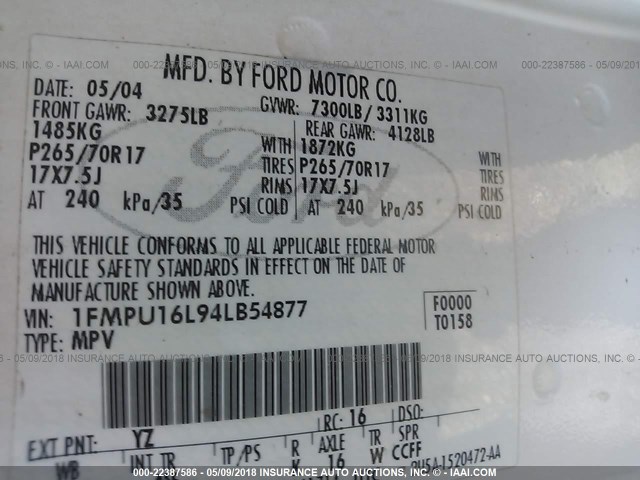 000-22387586 - 05/09/2018 INSURANCE AUTO AUCTIONS, INC. - © IAAI.COM
MFD. BY FORD MOTOR CO.
DATE: 05/04 GVWR: 7300LB/ 3311KG
FRONT GAWR: 3275LB REAR GAWR: 4128LB
1485KG WITH 1872KG WITH
P265/70R17 TIRES P265/70R17 TIRES
17X7.5J RIMS 17X7.5J RIMS
AT 240 kPa/35 PSI COLD AT 240 kPa/35 PSI COLD
Ford
THIS VEHICLE CONFORMS TO ALL APPLICABLE FEDERAL MOTOR
VEHICLE SAFETY STANDARDS IN EFFECT ON THE DATE OF
MANUFACTURE SHOWN ABOVE.
VIN: 1FMPU16L94LB54877 F0000
TYPE: MPV T0158
000-22387586 - 05/09/2018 INSURANCE AUTO AUCTIONS, INC. - © IAAI.COM
EXT PNT: YZ RC: 16 DSO:
WB INT TR TP/PS R AXLE TR SPR
16 W CCFF
000-22387586 - 05/09/2018 INSURANCE AUTO AUCTIONS, INC. - © IAAI.COM